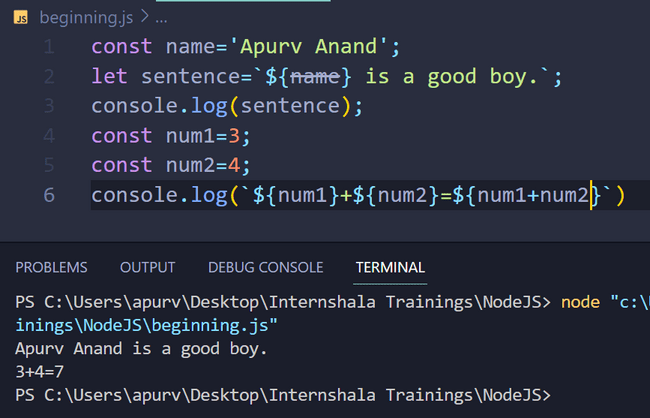 JS beginning.js > ...
1 const name='Apurv Anand';
2 let sentence=`${name} is a good boy.`;
3 console.log(sentence);
4 const num1=3;
5 const num2=4;
6 console.log(`${num1}+${num2}=${num1+num2}`)
PROBLEMS OUTPUT DEBUG CONSOLE TERMINAL
PS C:\Users\apurv\Desktop\Internshala Trainings\NodeJS> node "c:\
inings\NodeJS\beginning.js"
Apurv Anand is a good boy.
3+4=7
PS C:\Users\apurv\Desktop\Internshala Trainings\NodeJS>